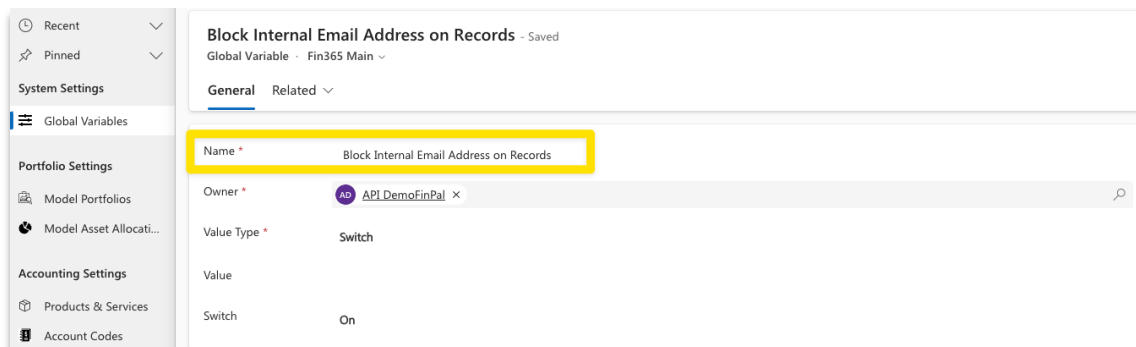 Recent
Pinned
System Settings
Global Variables
Portfolio Settings
Model Portfolios
Model Asset Allocati...
Accounting Settings
Products & Services
Account Codes
Block Internal Email Address on Records - Saved
Global Variable · Fin365 Main
General Related
Name * Block Internal Email Address on Records
Owner * AD API DemoFinPal
Value Type * Switch
Value
Switch On